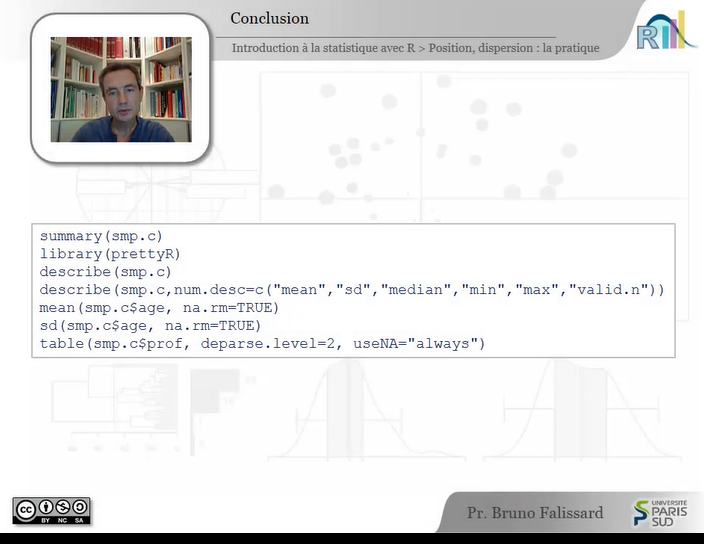 Conclusion
Introduction à la statistique avec R > Position, dispersion : la pratique
R
summary(smp.c)
library(prettyR)
describe(smp.c)
describe(smp.c,num.desc=c("mean","sd","median","min","max","valid.n"))
mean(smp.c$age, na.rm=TRUE)
sd(smp.c$age, na.rm=TRUE)
table(smp.c$prof, deparse.level=2, useNA="always")
cc
BY NC SA
Pr. Bruno Falissard
UNIVERSITÉ
PARIS
SUD